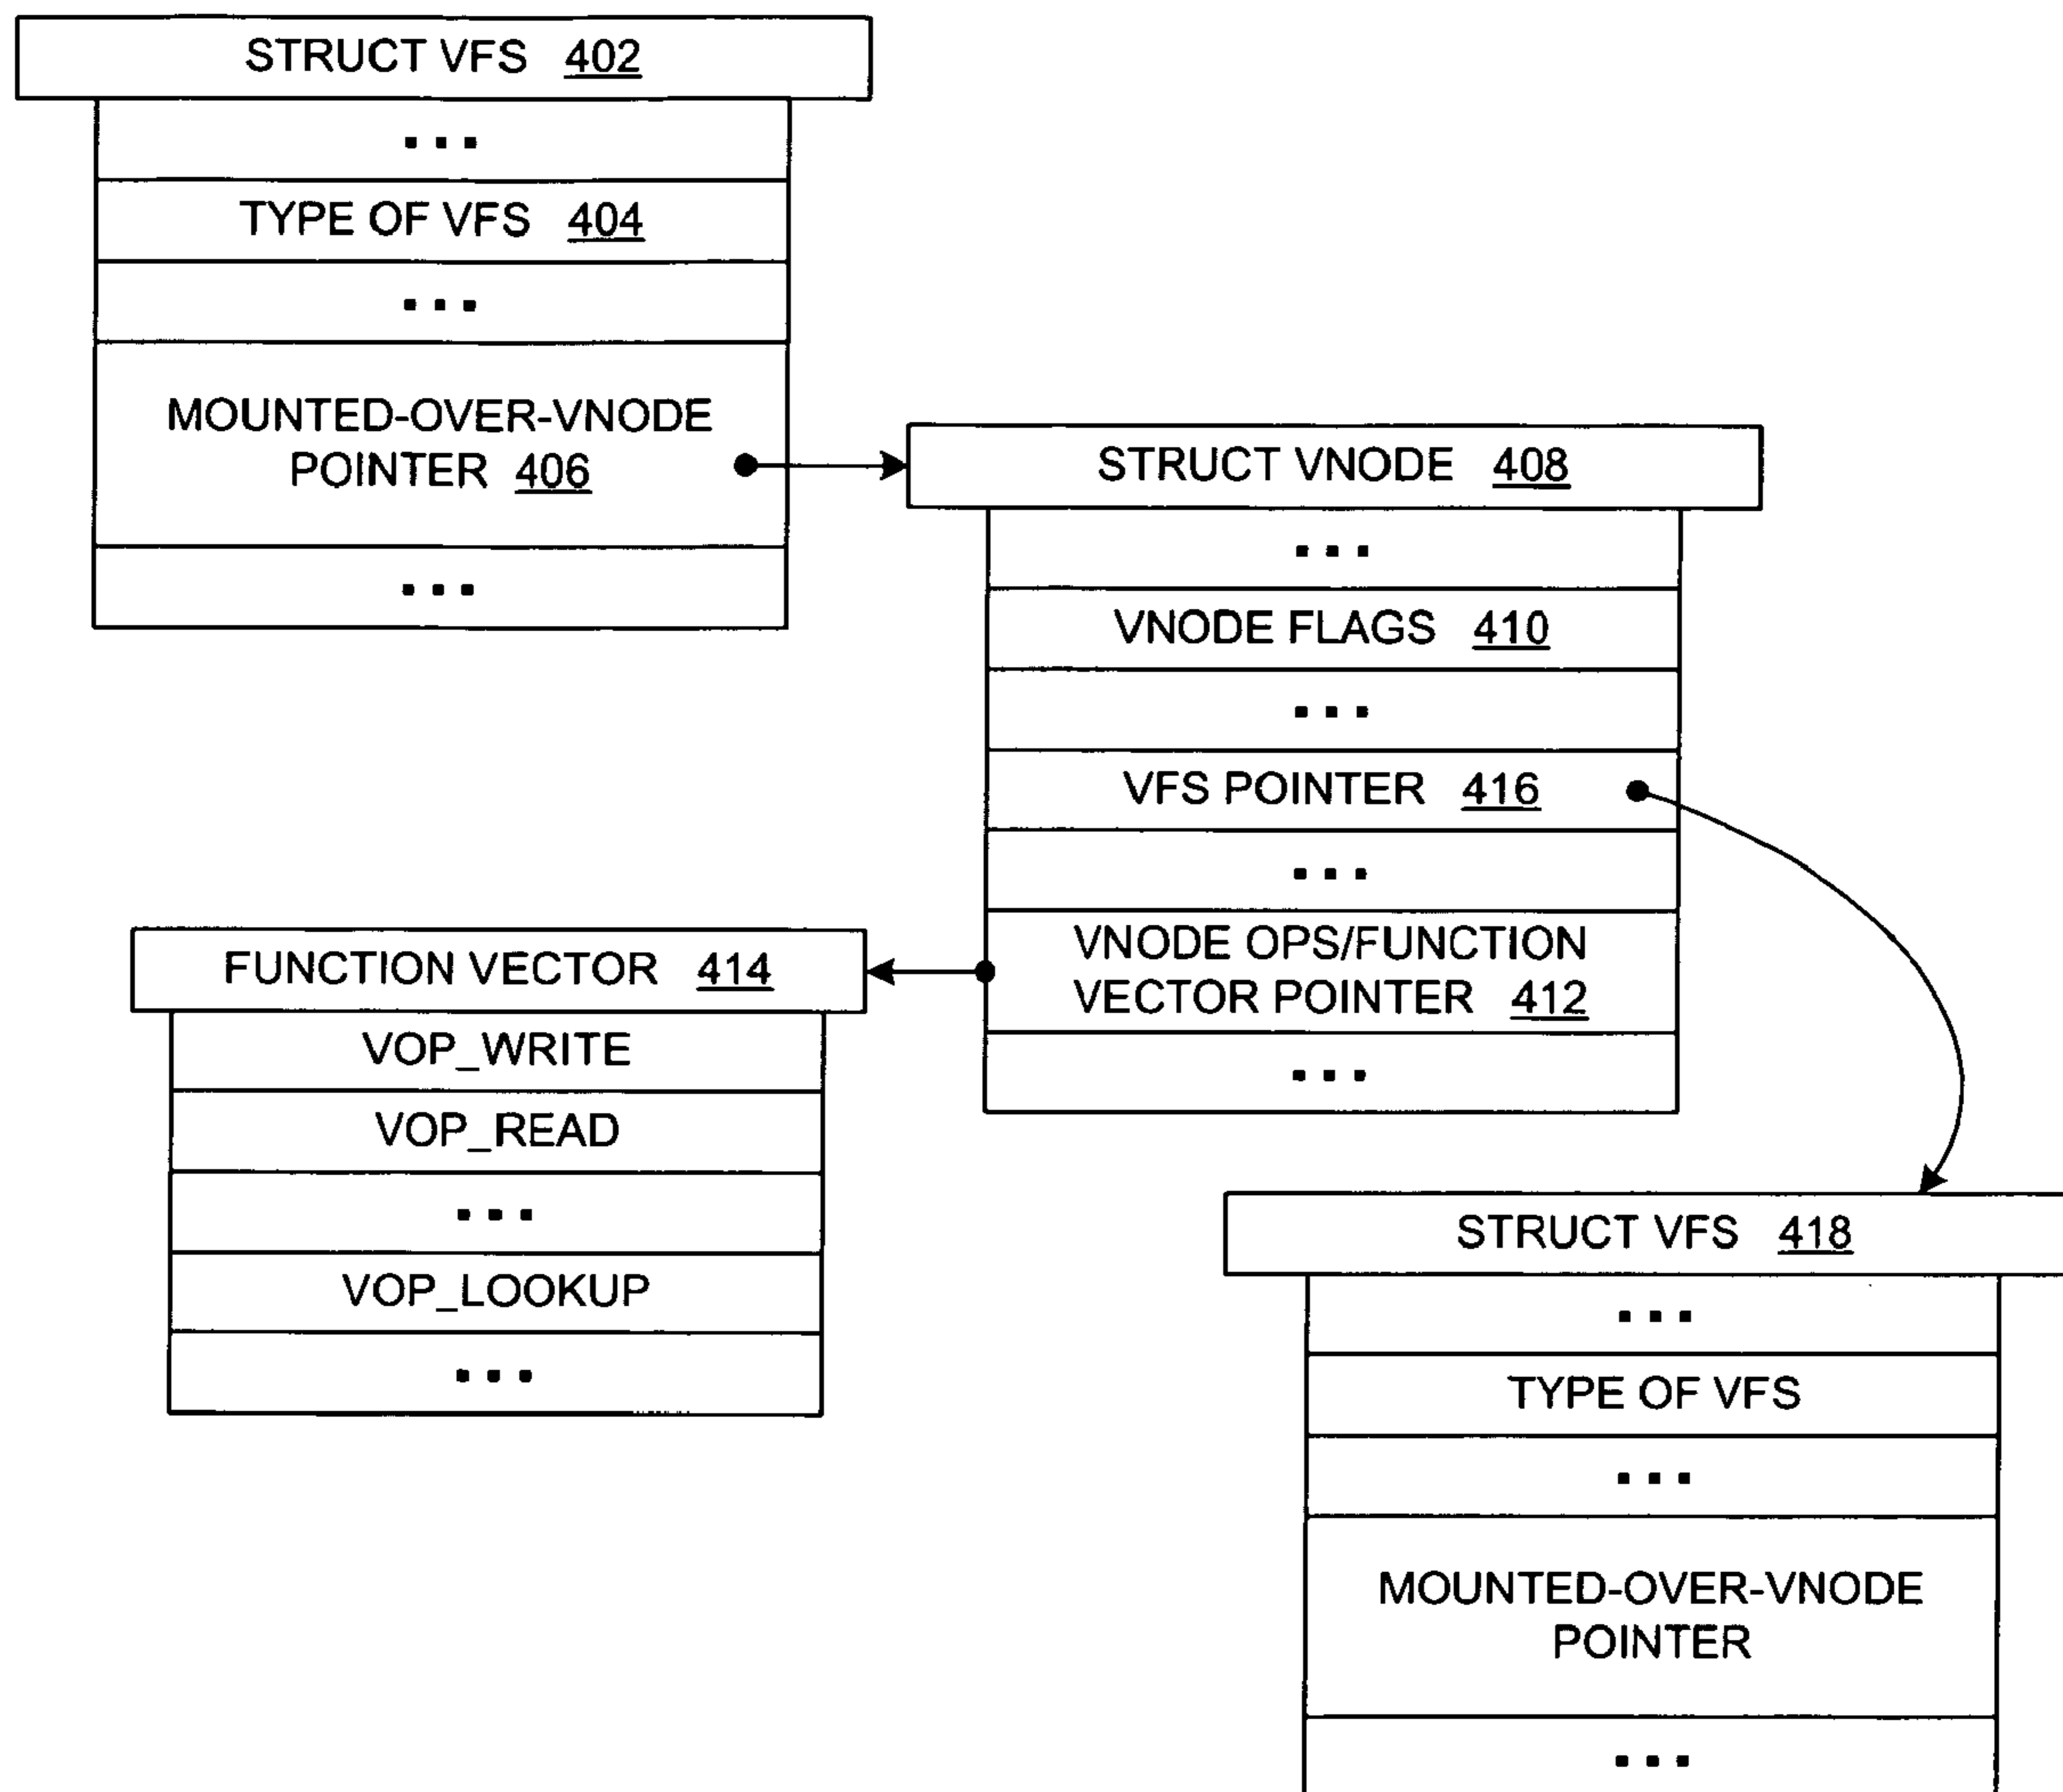 STRUCT VFS 402
...
TYPE OF VFS 404
...
MOUNTED-OVER-VNODE
POINTER 406
...
STRUCT VNODE 408
...
VNODE FLAGS 410
...
VFS POINTER 416
...
VNODE OPS/FUNCTION
VECTOR POINTER 412
...
FUNCTION VECTOR 414
VOP_WRITE
VOP_READ
...
VOP_LOOKUP
...
STRUCT VFS 418
...
TYPE OF VFS
...
MOUNTED-OVER-VNODE
POINTER
...